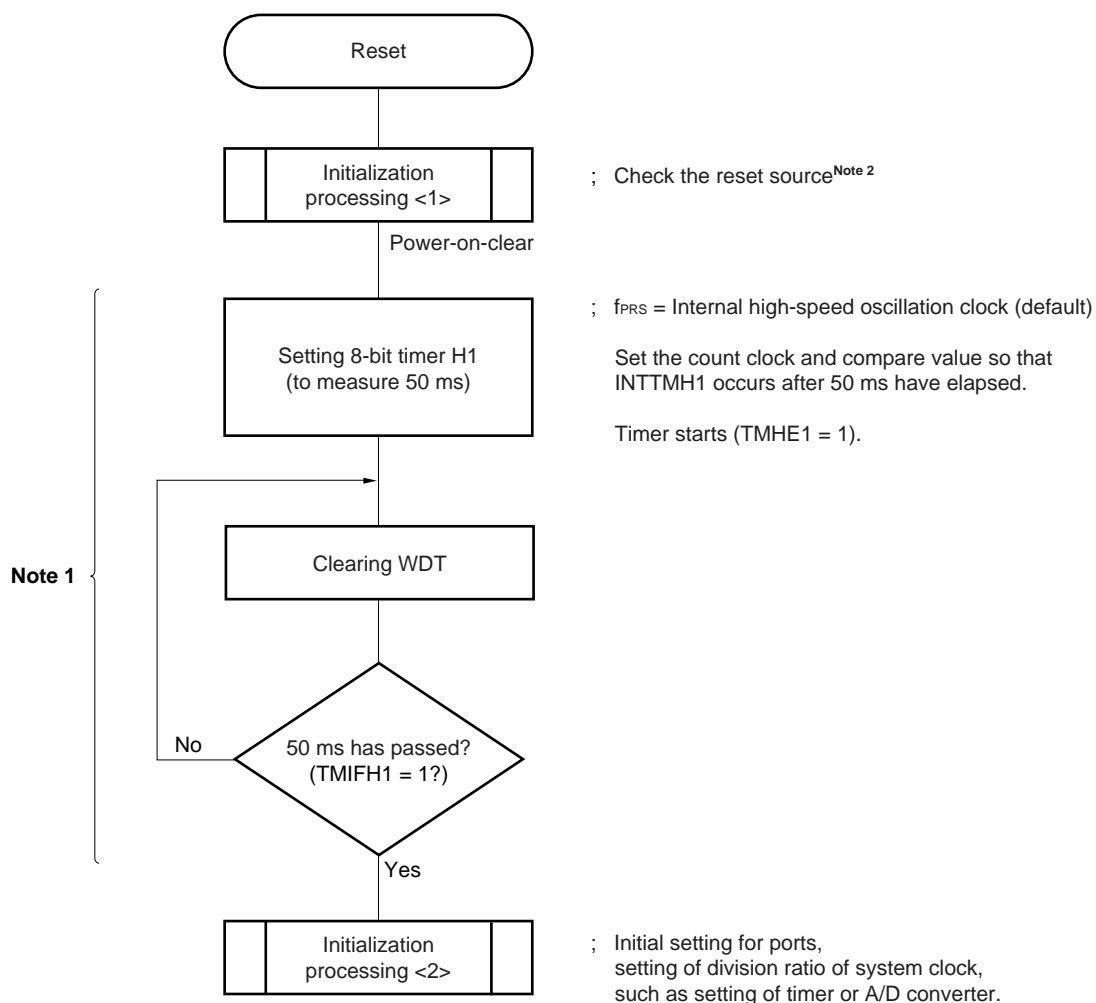 Reset
Initialization
processing <1>
; Check the reset sourceNote 2
Power-on-clear
Setting 8-bit timer H1
(to measure 50 ms)
; fPRS = Internal high-speed oscillation clock (default)
Set the count clock and compare value so that
INTTMH1 occurs after 50 ms have elapsed.
Timer starts (TMHE1 = 1).
Note 1
Clearing WDT
No
50 ms has passed?
(TMIFH1 = 1?)
Yes
Initialization
processing <2>
; Initial setting for ports,
setting of division ratio of system clock,
such as setting of timer or A/D converter.